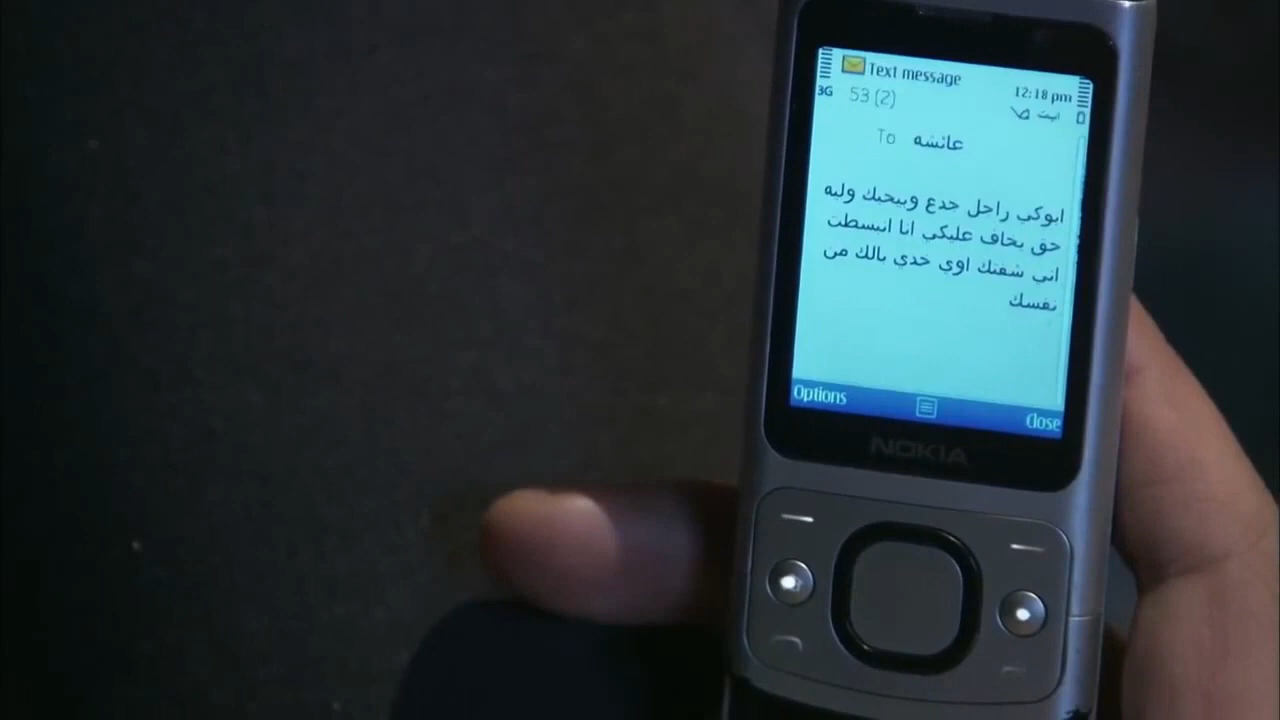 Text message
12:18 pm
3G
53 (2)
ابت
To عائشه
ابوكي راجل جدع وبيحبك وليه
حق يخاف عليكي انا انبسطت
اني شفتك اوي خدي بالك من
نفسك
Options
Close
NOKIA